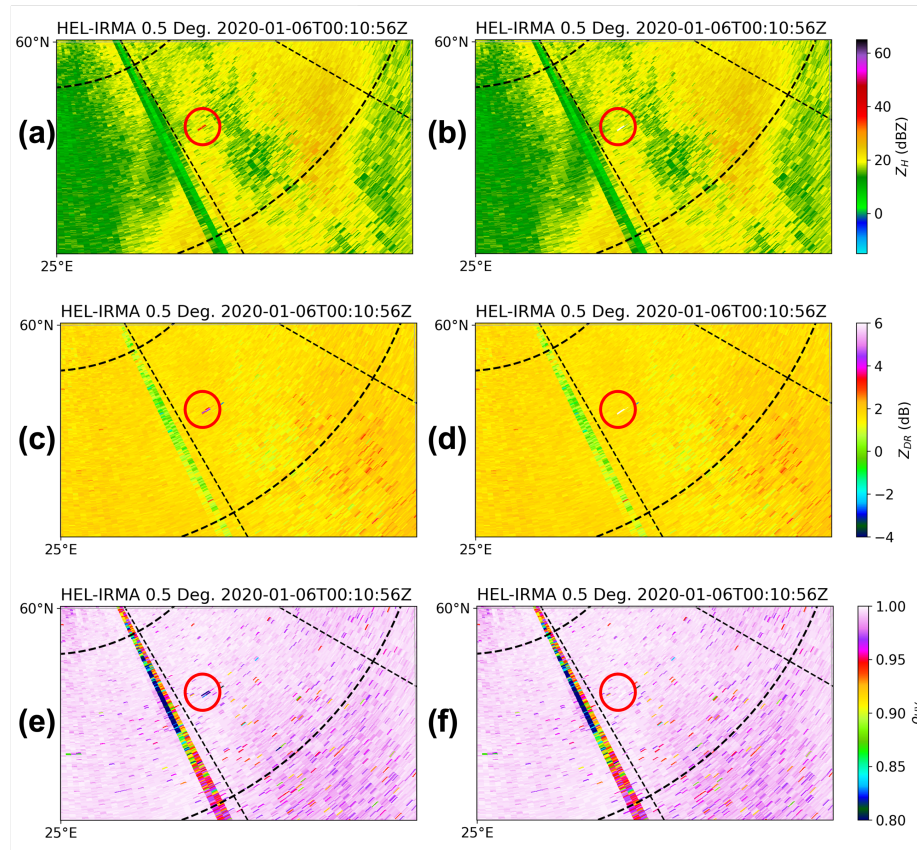 HEL-IRMA 0.5 Deg. 2020-01-06T00:10:56Z
HEL-IRMA 0.5 Deg. 2020-01-06T00:10:56Z
60°N
60°N
(a)
(b)
25°E
25°E
60
40
20
0
Z_H (dBZ)
HEL-IRMA 0.5 Deg. 2020-01-06T00:10:56Z
HEL-IRMA 0.5 Deg. 2020-01-06T00:10:56Z
60°N
60°N
(c)
(d)
25°E
25°E
6
4
2
0
−2
−4
Z_DR (dB)
HEL-IRMA 0.5 Deg. 2020-01-06T00:10:56Z
HEL-IRMA 0.5 Deg. 2020-01-06T00:10:56Z
60°N
60°N
(e)
(f)
25°E
25°E
1.00
0.95
0.90
0.85
0.80